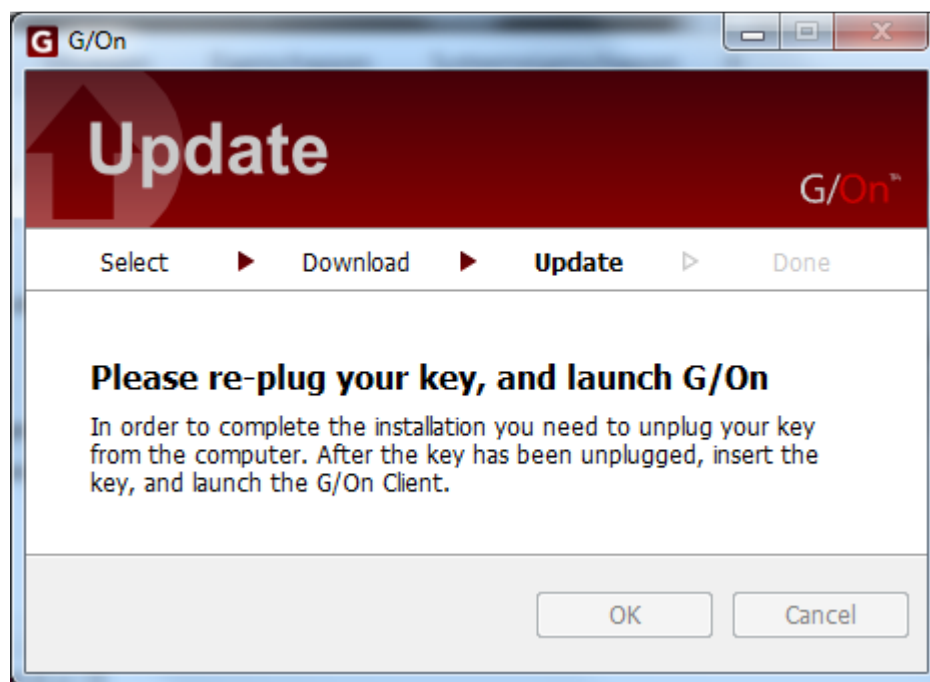 G G/On
Update
G/On™
Select Download Update Done
Please re-plug your key, and launch G/On
In order to complete the installation you need to unplug your key
from the computer. After the key has been unplugged, insert the
key, and launch the G/On Client.
OK Cancel